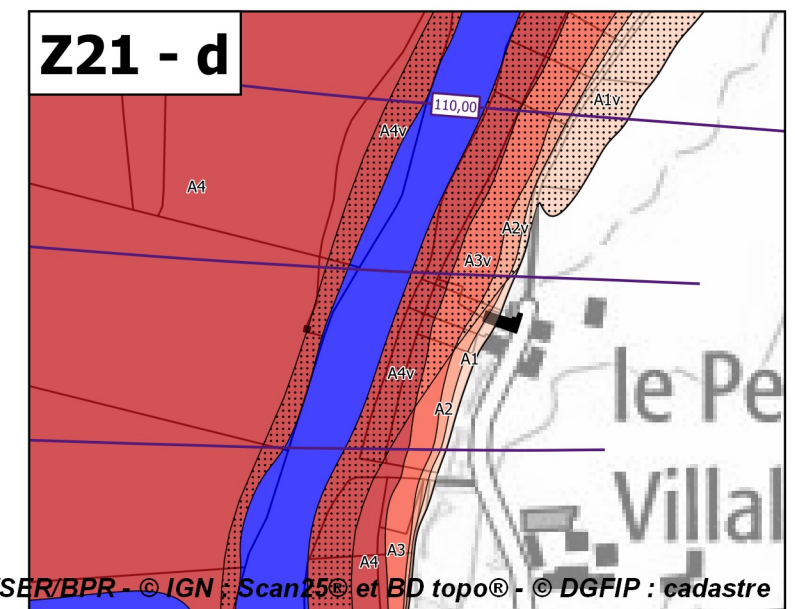 Z21 - d
110,00
A1v
A4v
A4
A2v
A3v
A1
A4v
le Pe
A2
Villal
A3
A4
/SER/BPR - © IGN : Scan25® et BD topo® - © DGFIP : cadastre